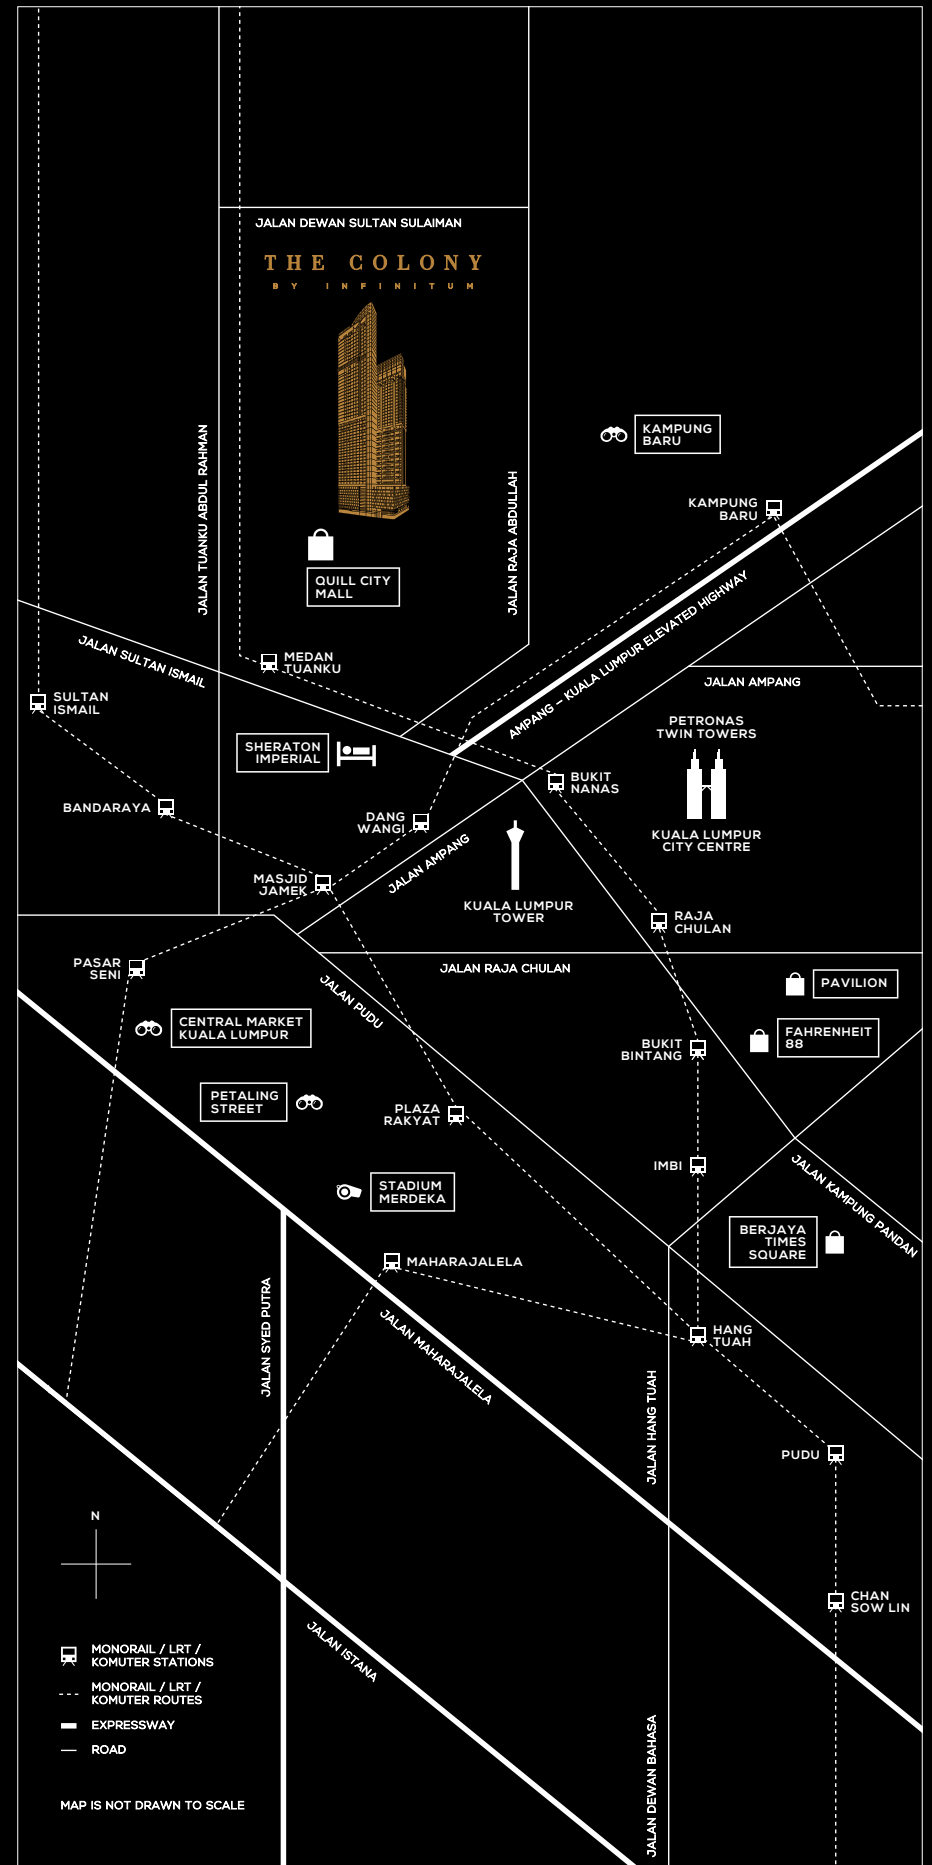 JALAN DEWAN SULTAN SULAIMAN
THE COLONY
BY INFINITUM
KAMPUNG
BARU
JALAN TUANKU ABDUL RAHMAN
JALAN RAJA ABDULLAH
KAMPUNG
BARU
QUILL CITY
MALL
AMPANG – KUALA LUMPUR ELEVATED HIGHWAY
JALAN SULTAN ISMAIL
MEDAN
TUANKU
JALAN AMPANG
SULTAN
ISMAIL
PETRONAS
TWIN TOWERS
SHERATON
IMPERIAL
BUKIT
NANAS
BANDARAYA
DANG
WANGI
KUALA LUMPUR
CITY CENTRE
JALAN AMPANG
MASJID
JAMEK
KUALA LUMPUR
TOWER
RAJA
CHULAN
PASAR
SENI
JALAN RAJA CHULAN
JALAN PUDU
PAVILION
CENTRAL MARKET
KUALA LUMPUR
FAHRENHEIT
88
BUKIT
BINTANG
PETALING
STREET
PLAZA
RAKYAT
IMBI
STADIUM
MERDEKA
JALAN KAMPUNG PANDAN
BERJAYA
TIMES
SQUARE
MAHARAJALELA
JALAN SYED PUTRA
JALAN MAHARAJALELA
HANG
TUAH
JALAN HANG TUAH
PUDU
N
CHAN
SOW LIN
JALAN ISTANA
MONORAIL / LRT /
KOMUTER STATIONS
MONORAIL / LRT /
KOMUTER ROUTES
EXPRESSWAY
ROAD
JALAN DEWAN BAHASA
MAP IS NOT DRAWN TO SCALE